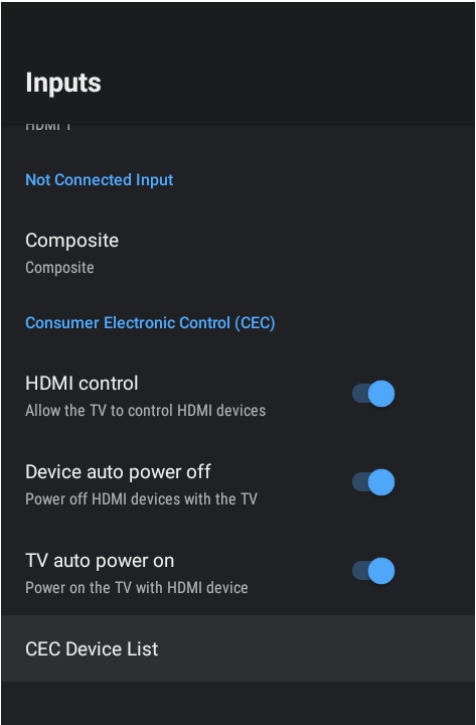 Inputs
HDMI 1
Not Connected Input
Composite
Composite
Consumer Electronic Control (CEC)
HDMI control
Allow the TV to control HDMI devices
Device auto power off
Power off HDMI devices with the TV
TV auto power on
Power on the TV with HDMI device
CEC Device List